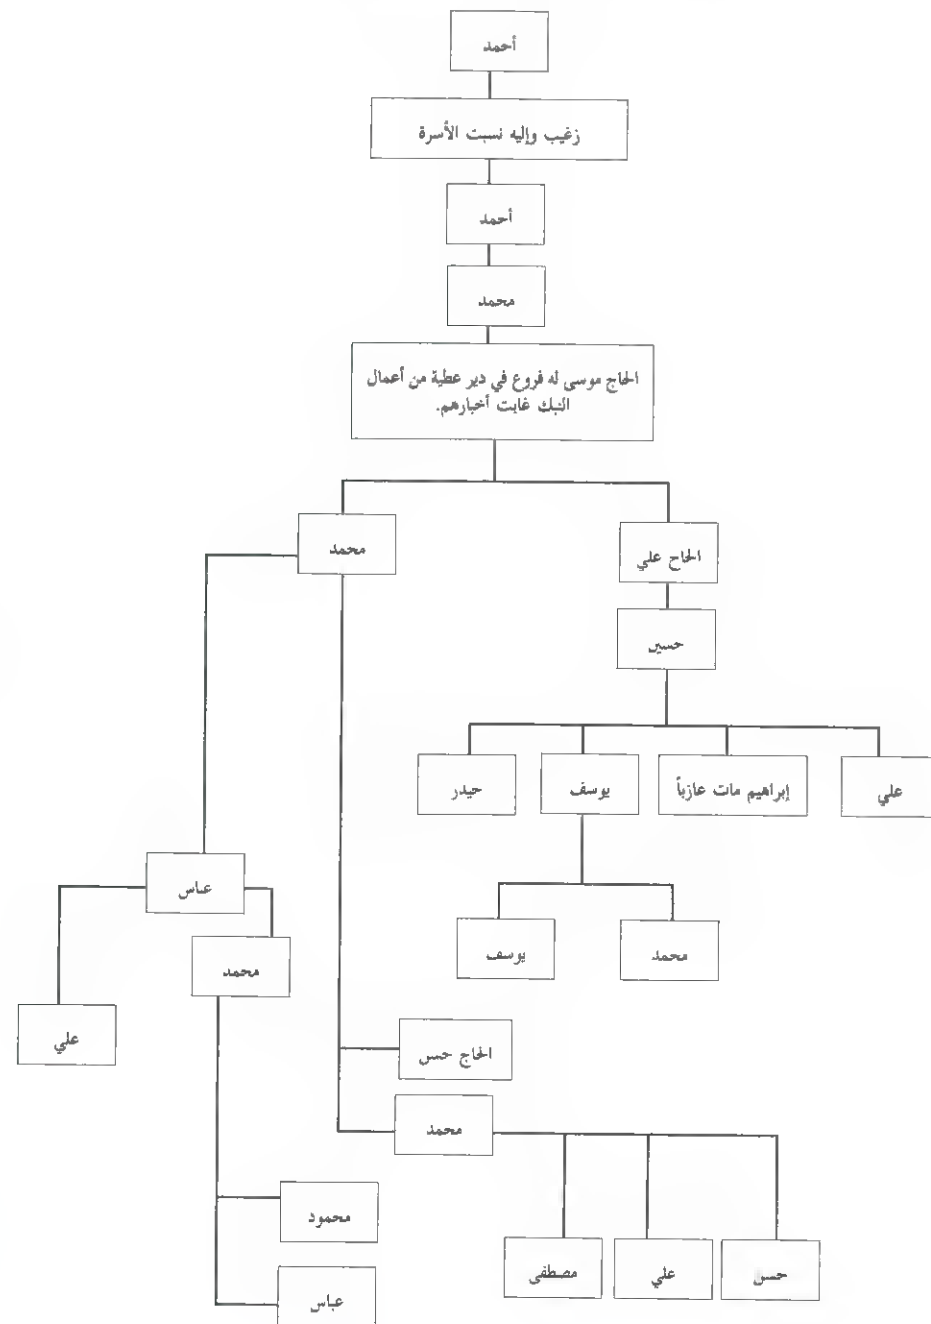 أحمد
زغيب وإليه نسبت الأسرة
أحمد
محمد
الحاج موسى له فروع في دير عطية من أعمال
النبك غابت أخبارهم.
محمد
الحاج علي
حسين
علي
إبراهيم مات عازباً
يوسف
حيدر
محمد
يوسف
عباس
محمد
علي
الحاج حسن
محمد
حسن
علي
مصطفى
محمود
عباس